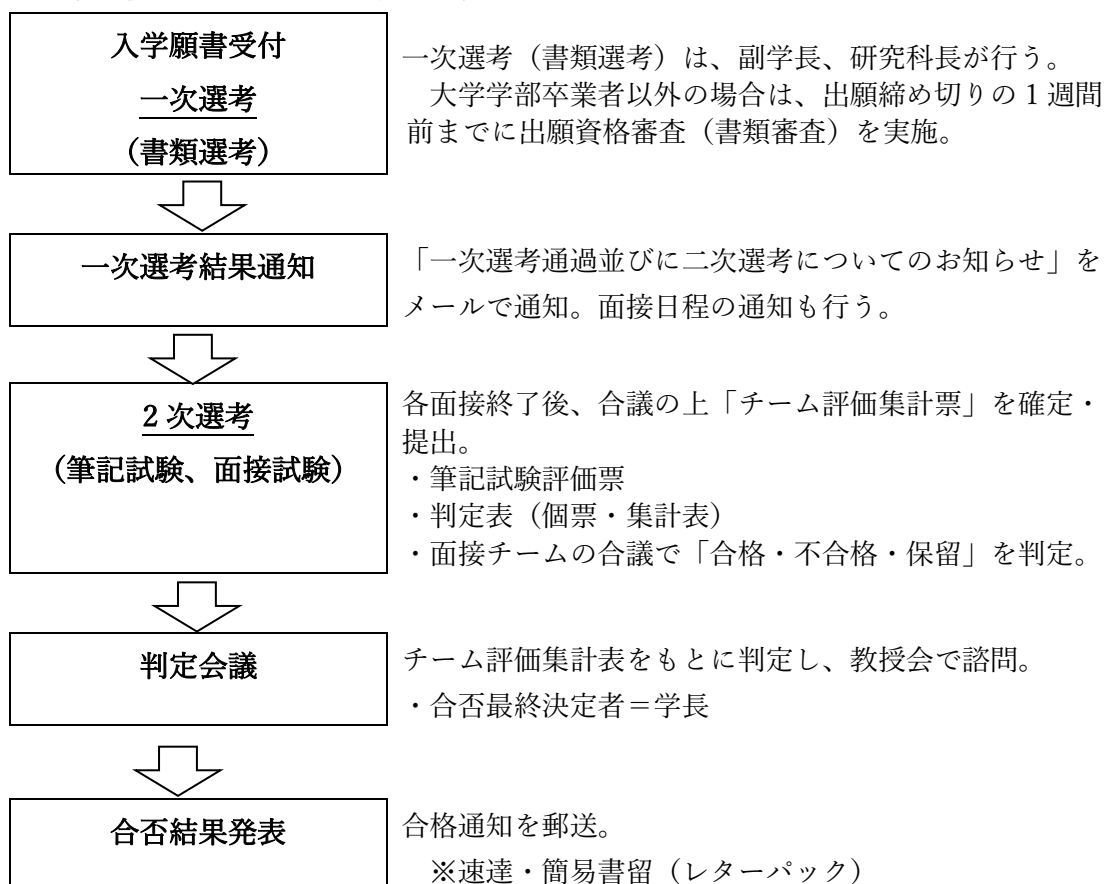 入学願書受付
一次選考
（書類選考）
一次選考（書類選考）は、副学長、研究科長が行う。
大学学部卒業者以外の場合は、出願締め切りの1週間
前までに出願資格審査（書類審査）を実施。
一次選考結果通知
「一次選考通過並びに二次選考についてのお知らせ」を
メールで通知。面接日程の通知も行う。
2次選考
（筆記試験、面接試験）
各面接終了後、合議の上「チーム評価集計票」を確定・
提出。
・筆記試験評価票
・判定表（個票・集計表）
・面接チームの合議で「合格・不合格・保留」を判定。
判定会議
チーム評価集計表をもとに判定し、教授会で諮問。
・合否最終決定者＝学長
合否結果発表
合格通知を郵送。
※速達・簡易書留（レターパック）